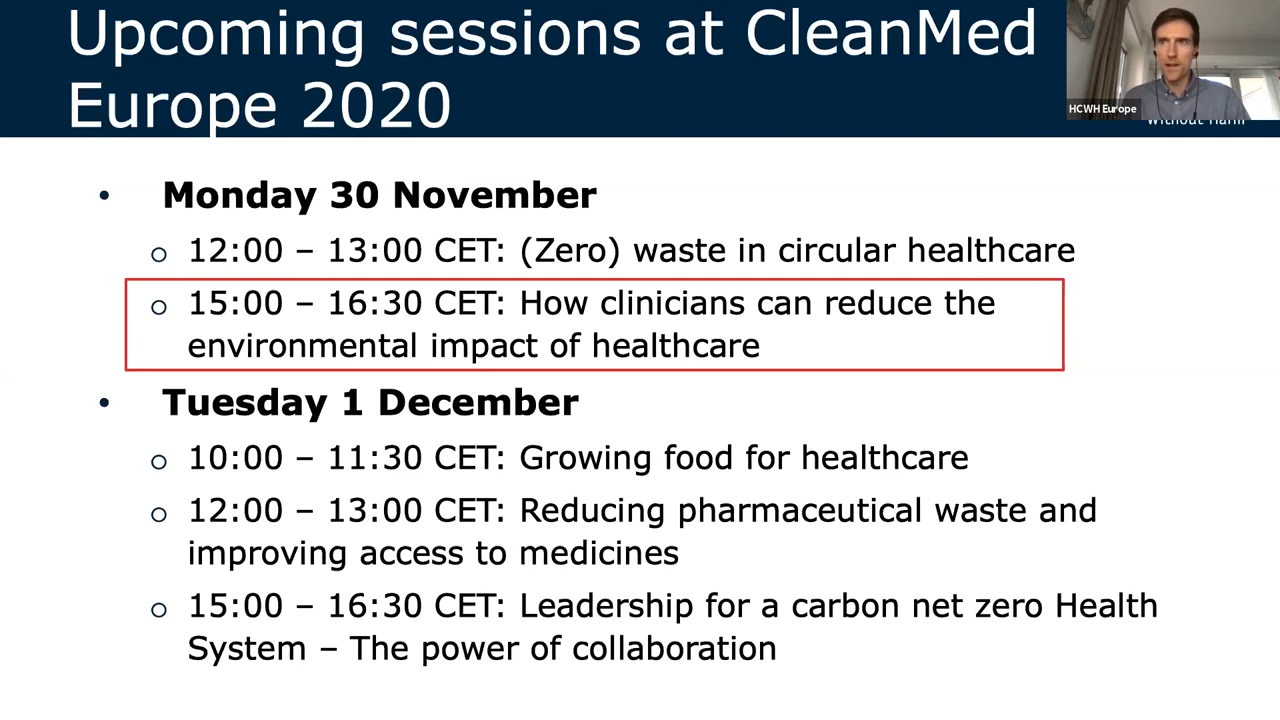 Upcoming sessions at CleanMed
Europe 2020
HCWH Europe
Without Harm
• Monday 30 November
o 12:00 – 13:00 CET: (Zero) waste in circular healthcare
o 15:00 – 16:30 CET: How clinicians can reduce the
environmental impact of healthcare
• Tuesday 1 December
o 10:00 – 11:30 CET: Growing food for healthcare
o 12:00 – 13:00 CET: Reducing pharmaceutical waste and
improving access to medicines
o 15:00 – 16:30 CET: Leadership for a carbon net zero Health
System – The power of collaboration